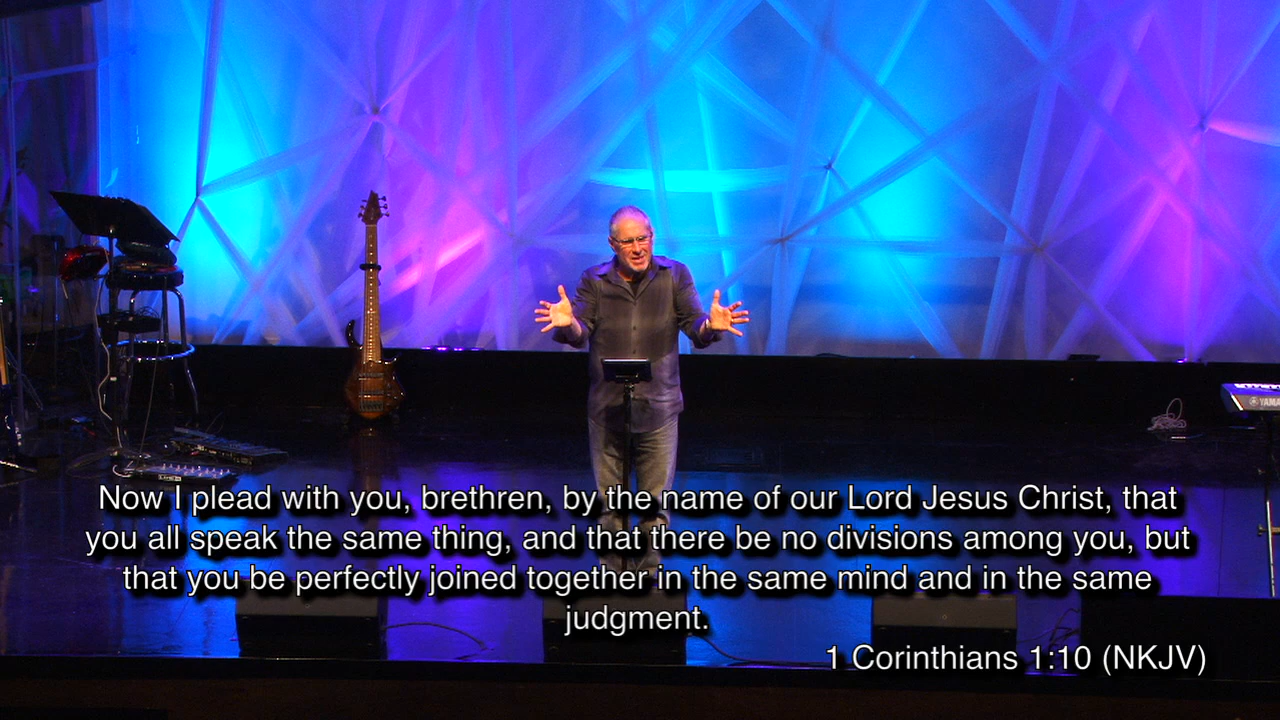 Now I plead with you, brethren, by the name of our Lord Jesus Christ, that
you all speak the same thing, and that there be no divisions among you, but
that you be perfectly joined together in the same mind and in the same
judgment.
1 Corinthians 1:10 (NKJV)